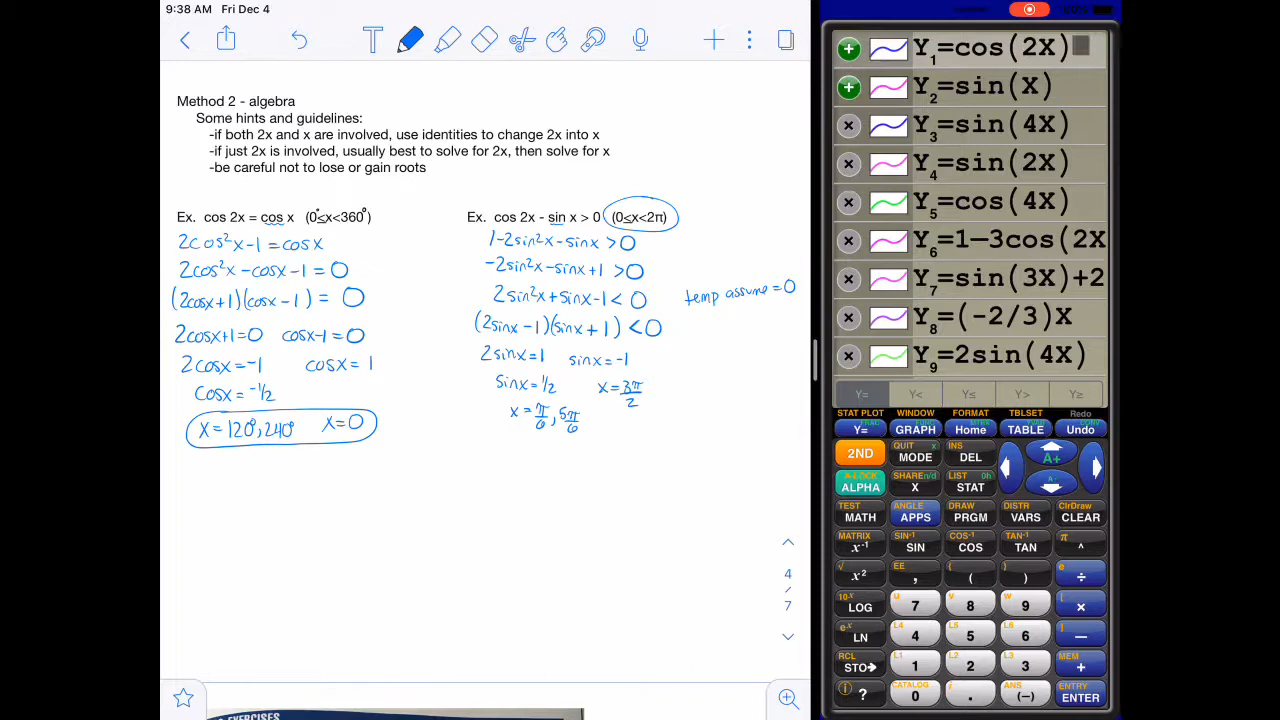 9:38 AM Fri Dec 4
Method 2 - algebra
Some hints and guidelines:
-if both 2x and x are involved, use identities to change 2x into x
-if just 2x is involved, usually best to solve for 2x, then solve for x
-be careful not to lose or gain roots
Ex. cos 2x = cos x (0°≤x<360°)
2cos²x-1=cosx
2cos²x-cosx-1=0
(2cosx+1)(cosx-1)=0
2cosx+1=0 cosx-1=0
2cosx=-1 cosx=1
cosx=-1/2
x=120°,240° x=0
Ex. cos 2x - sin x > 0 (0≤x<2π)
1-2sin²x-sinx>0
-2sin²x-sinx+1>0
2sin²x+sinx-1<0
temp assume=0
(2sinx-1)(sinx+1)<0
2sinx=1 sinx=-1
sinx=1/2 x=3π/2
x=π/6, 5π/6
4
/
7
EXERCISES
Y1=cos(2X)
Y2=sin(X)
Y3=sin(4X)
Y4=sin(2X)
Y5=cos(4X)
Y6=1-3cos(2X
Y7=sin(3X)+2
Y8=(-2/3)X
Y9=2sin(4X)
Y= Y< Y≤ Y> Y≥
STAT PLOT WINDOW FORMAT TBLSET Redo
Y= GRAPH Home TABLE Undo
QUIT x INS
2ND MODE DEL A+
SHARE n/d LIST 0h A-
ALPHA X STAT
TEST ANGLE DRAW DISTR ClrDraw
MATH APPS PRGM VARS CLEAR
MATRIX SIN⁻¹ COS⁻¹ TAN⁻¹ π
x⁻¹ SIN COS TAN ^
√ EE { } e
x² , ( ) ÷
10ˣ u v w [
LOG 7 8 9 ×
eˣ L4 L5 L6 ]
LN 4 5 6 −
RCL L1 L2 L3 MEM
STO➔ 1 2 3 +
CATALOG i ANS ENTRY
? 0 . (−) ENTER